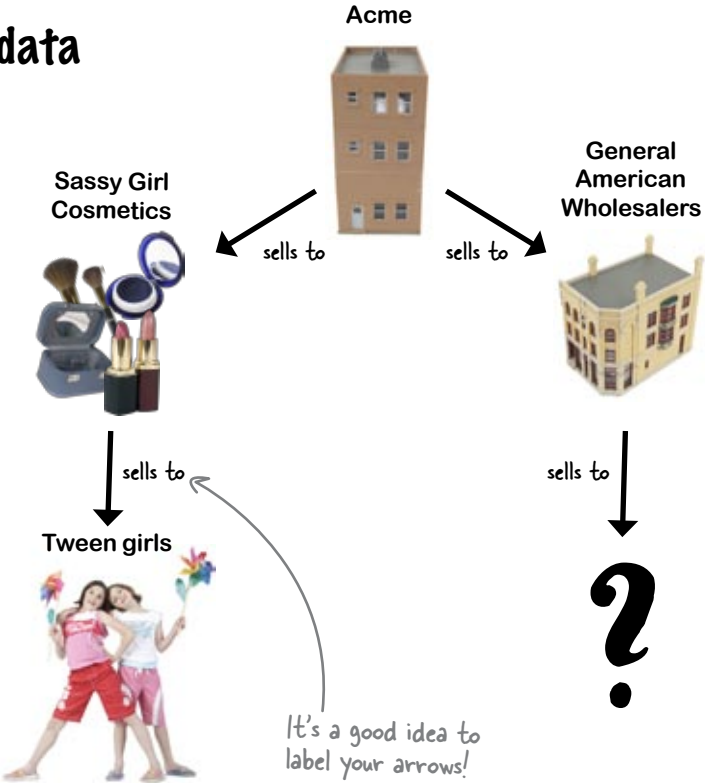 data
Acme
Sassy Girl
Cosmetics
General
American
Wholesalers
sells to
sells to
sells to
sells to
Tween girls
?
It's a good idea to
label your arrows!